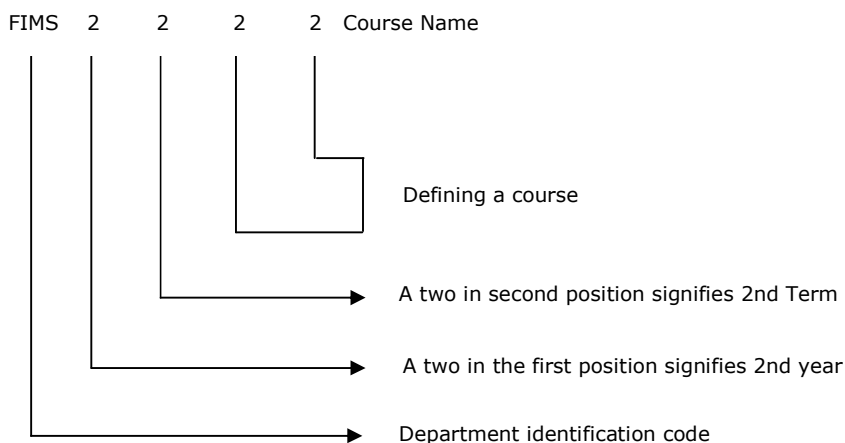 FIMS 2 2 2 2 Course Name
Defining a course
A two in second position signifies 2nd Term
A two in the first position signifies 2nd year
Department identification code